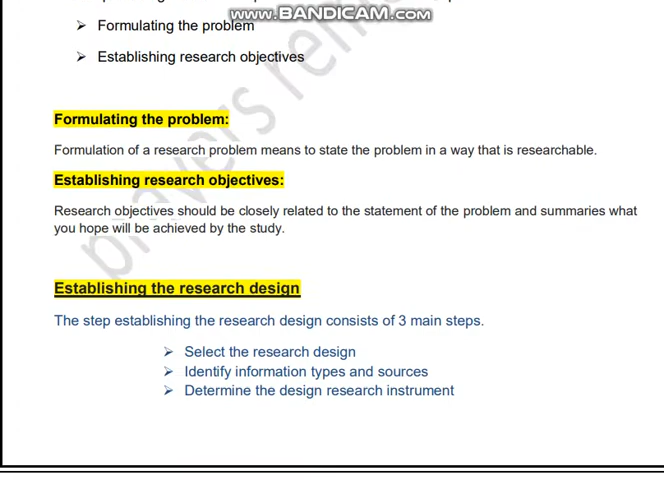 www.BANDICAM.com
➢ Formulating the problem
➢ Establishing research objectives
Formulating the problem:
Formulation of a research problem means to state the problem in a way that is researchable.
Establishing research objectives:
Research objectives should be closely related to the statement of the problem and summaries what
you hope will be achieved by the study.
Establishing the research design
The step establishing the research design consists of 3 main steps.
➢ Select the research design
➢ Identify information types and sources
➢ Determine the design research instrument